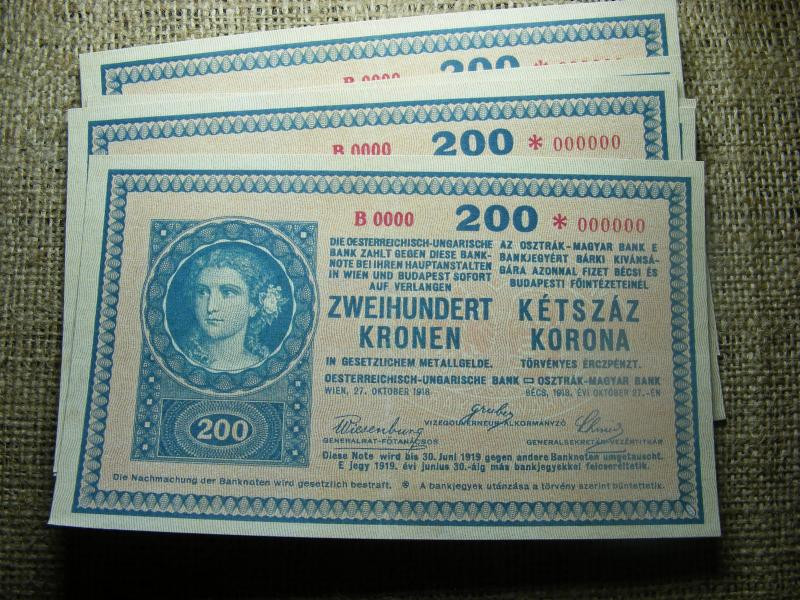 200 *
B 0000
B 0000 200 * 000000
B 0000 200 * 000000
DIE OESTERREICHISCH-UNGARISCHE
BANK ZAHLT GEGEN DIESE BANK-
NOTE BEI IHREN HAUPTANSTALTEN
IN WIEN UND BUDAPEST SOFORT
AUF VERLANGEN
ZWEIHUNDERT
KRONEN
IN GESETZLICHEM METALLGELDE.
AZ OSZTRÁK-MAGYAR BANK E
BANKJEGYÉRT BÁRKI KIVÁNSÁ-
GÁRA AZONNAL FIZET BÉCSI ÉS
BUDAPESTI FŐINTÉZETEINÉL
KÉTSZÁZ
KORONA
TÖRVÉNYES ÉRCZPÉNZT.
OESTERREICHISCH-UNGARISCHE BANK OSZTRÁK-MAGYAR BANK
WIEN, 27. OKTOBER 1918. BÉCS, 1918. ÉVI OKTOBER 27.-ÉN
Wiesenburg Gruber
VIZEGOUVERNEUR ALKORMÁNYZÓ
GENERALRAT-FŐTANÁCSOS GENERALSEKRETÄR-VEZÉRTITKÁR
200
Diese Note wird bis 30. Juni 1919 gegen andere Banknoten umgetauscht.
E jegy 1919. évi junius 30.-áig más bankjegyekkel felcseréltetik.
Die Nachmachung der Banknoten wird gesetzlich bestraft. * A bankjegyek utánzása a törvény szerint büntettetik.